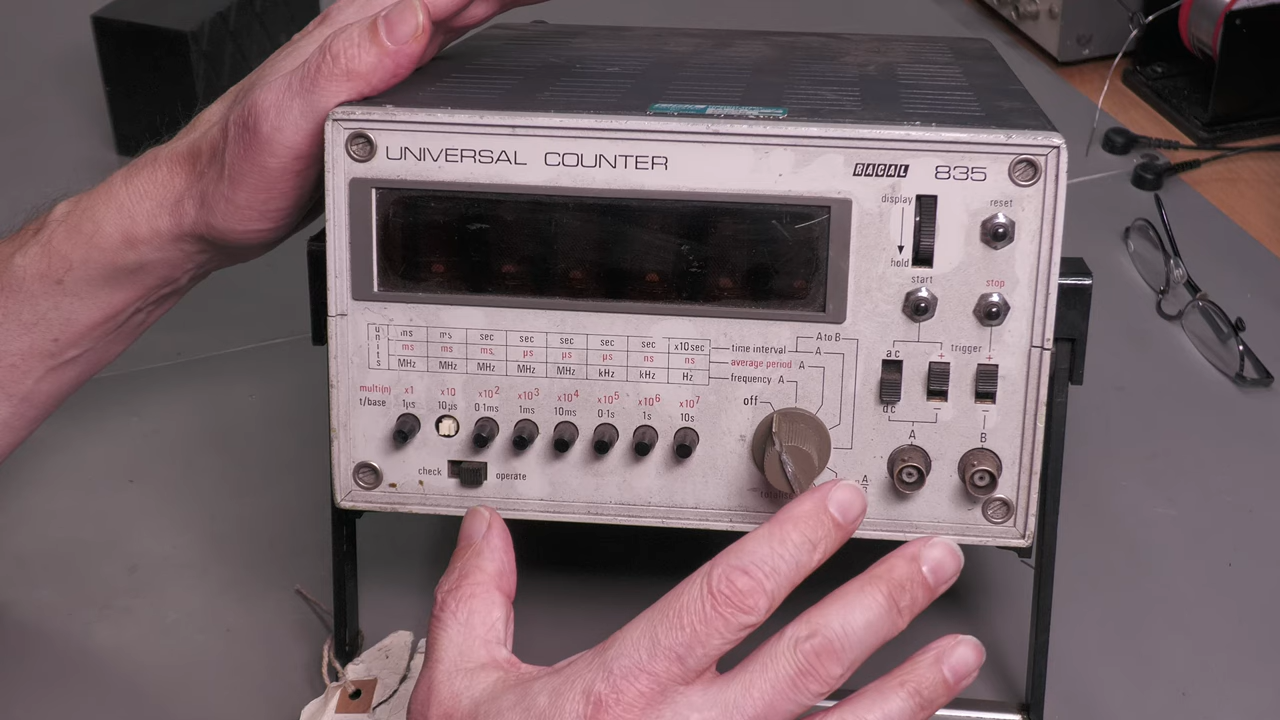 UNIVERSAL COUNTER
RACAL 835
display
hold
reset
start
stop
units
ms ms sec sec sec sec sec x10sec
ms ms ms µs µs µs ns ns
MHz MHz MHz MHz MHz kHz kHz Hz
time interval
A to B
A
average period A
frequency A
off
multi(n) x1 x10 x10² x10³ x10⁴ x10⁵ x10⁶ x10⁷
t/base 1µs 10µs 0·1ms 1ms 10ms 0·1s 1s 10s
check
operate
ac
dc
+
trigger
+
−
−
A
B
A